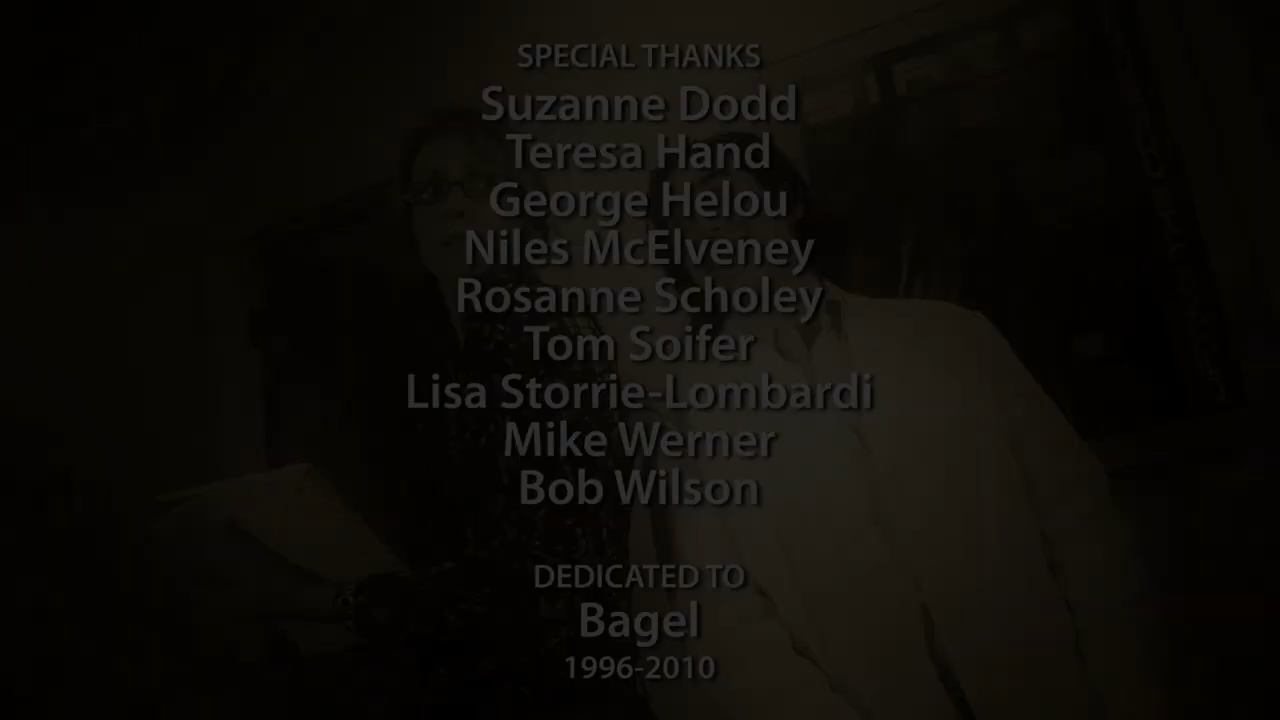 SPECIAL THANKS
Suzanne Dodd
Teresa Hand
George Helou
Niles McElveney
Rosanne Scholey
Tom Soifer
Lisa Storrie-Lombardi
Mike Werner
Bob Wilson
DEDICATED TO
Bagel
1996-2010